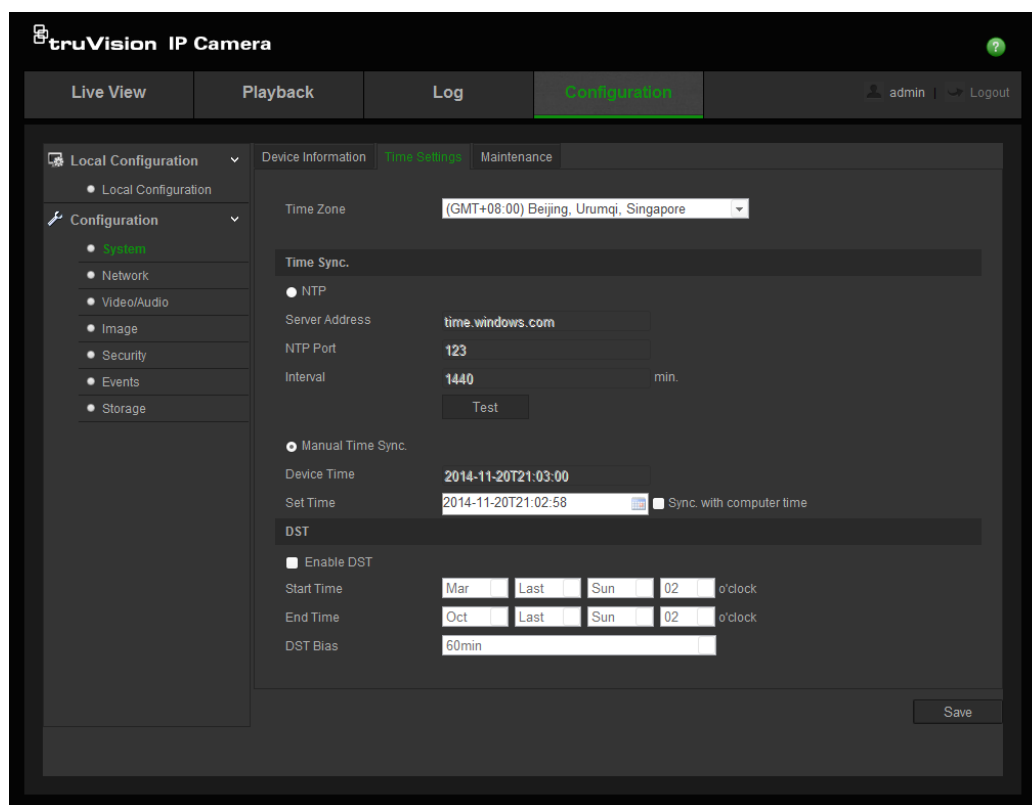 truVision IP Camera
?
Live View Playback Log Configuration admin | Logout
Local Configuration
Local Configuration
Configuration
System
Network
Video/Audio
Image
Security
Events
Storage
Device Information Time Settings Maintenance
Time Zone (GMT+08:00) Beijing, Urumqi, Singapore
Time Sync.
NTP
Server Address time.windows.com
NTP Port 123
Interval 1440 min.
Test
Manual Time Sync.
Device Time 2014-11-20T21:03:00
Set Time 2014-11-20T21:02:58 Sync. with computer time
DST
Enable DST
Start Time Mar Last Sun 02 o'clock
End Time Oct Last Sun 02 o'clock
DST Bias 60min
Save